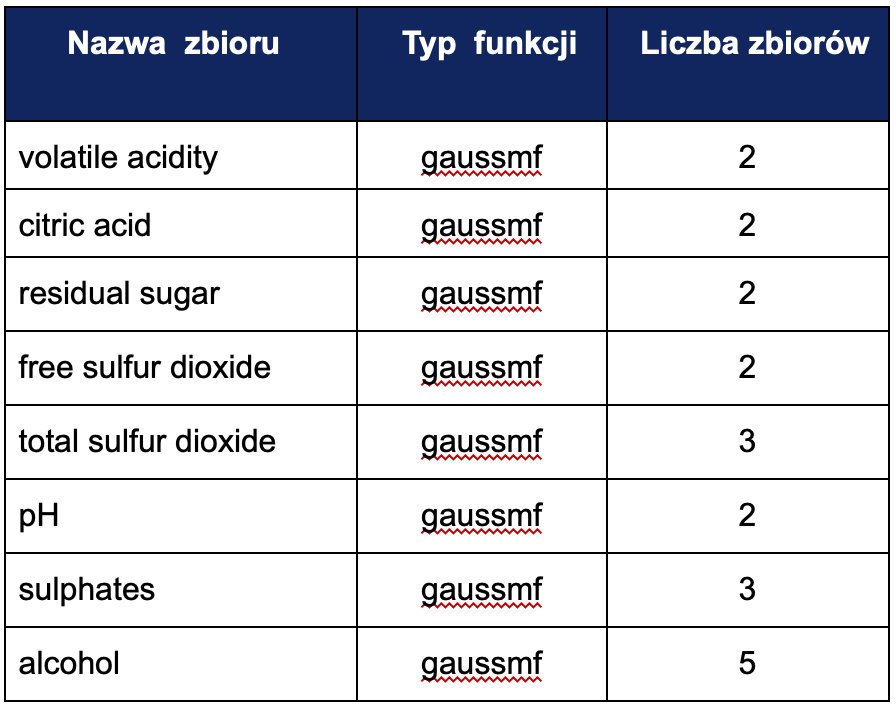 Nazwa zbioru Typ funkcji Liczba zbiorów
volatile acidity gaussmf 2
citric acid gaussmf 2
residual sugar gaussmf 2
free sulfur dioxide gaussmf 2
total sulfur dioxide gaussmf 3
pH gaussmf 2
sulphates gaussmf 3
alcohol gaussmf 5